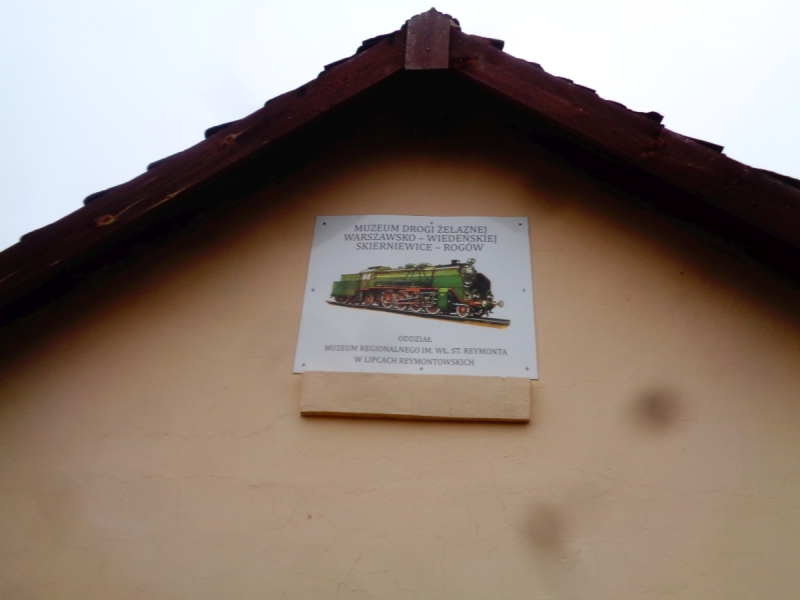 MUZEUM DROGI ŻELAZNEJ
WARSZAWSKO – WIEDEŃSKIEJ
SKIERNIEWICE – ROGÓW
ODDZIAŁ
MUZEUM REGIONALNEGO IM. WŁ. ST. REYMONTA
W LIPCACH REYMONTOWSKICH